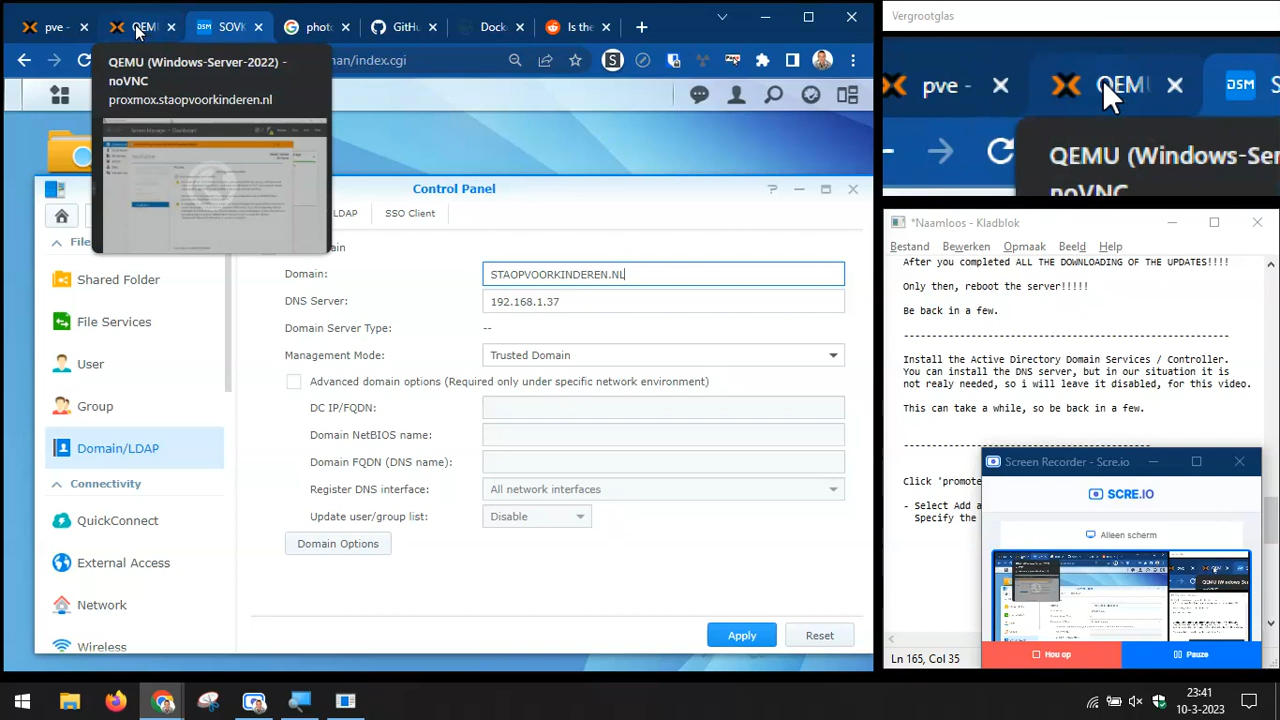 pve -
QEMU
SOVk
photo
GitHu
Dock
Is the
nan/index.cgi
QEMU (Windows-Server-2022) -
noVNC
proxmox.staopvoorkinderen.nl
Control Panel
LDAP
SSO Client
File
Shared Folder
File Services
User
Group
Domain/LDAP
Connectivity
QuickConnect
External Access
Network
Wireless
main
Domain:
STAOPVOORKINDEREN.NL
DNS Server:
192.168.1.37
Domain Server Type:
--
Management Mode:
Trusted Domain
Advanced domain options (Required only under specific network environment)
DC IP/FQDN:
Domain NetBIOS name:
Domain FQDN (DNS name):
Register DNS interface:
All network interfaces
Update user/group list:
Disable
Domain Options
Apply
Reset
Vergrootglas
pve -
QEMU
DSM
S
QEMU (Windows-Ser
noVNC
*Naamloos - Kladblok
Bestand
Bewerken
Opmaak
Beeld
Help
After you completed ALL THE DOWNLOADING OF THE UPDATES!!!!
Only then, reboot the server!!!!!
Be back in a few.
Install the Active Directory Domain Services / Controller.
You can install the DNS server, but in our situation it is
not realy needed, so i will leave it disabled, for this video.
This can take a while, so be back in a few.
Click 'promote
- Select Add a
Specify the
Ln 165, Col 35
Screen Recorder - Scre.io
SCRE.IO
Alleen scherm
Hou op
Pauze
23:41
10-3-2023